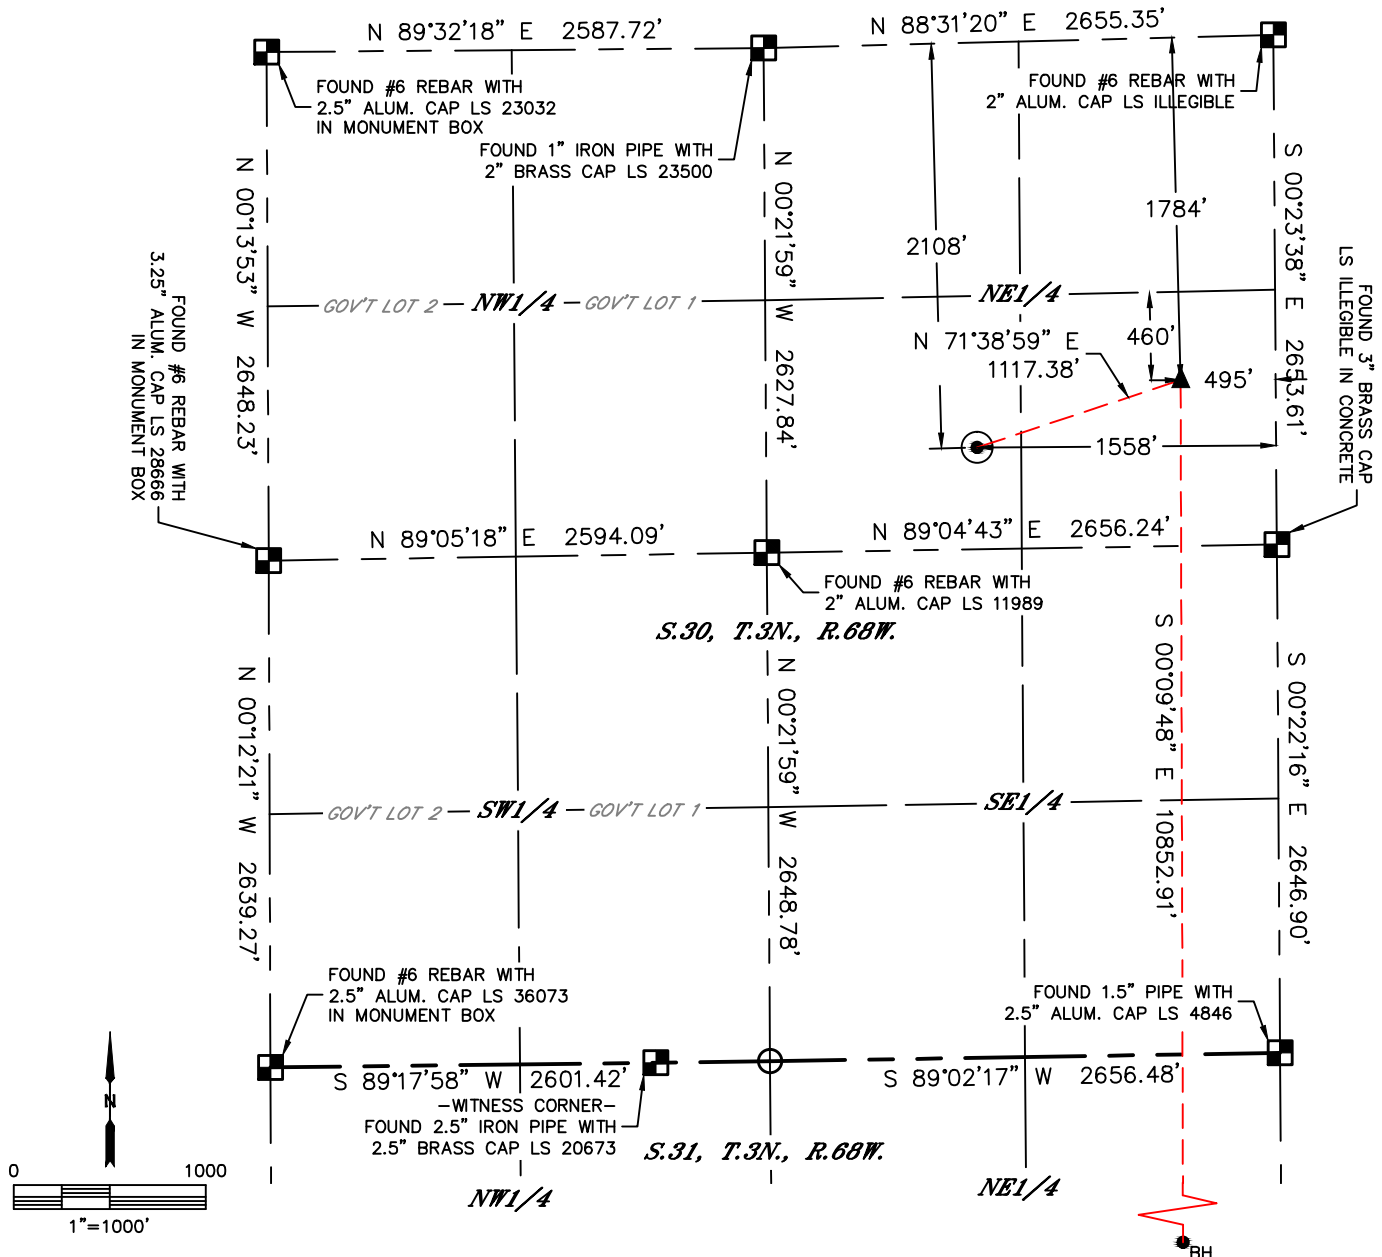 N 89°32'18" E 2587.72'
N 88°31'20" E 2655.35'
FOUND #6 REBAR WITH
2.5" ALUM. CAP LS 23032
IN MONUMENT BOX
FOUND 1" IRON PIPE WITH
2" BRASS CAP LS 23500
FOUND #6 REBAR WITH
2" ALUM. CAP LS ILLEGIBLE
N 00°13'53" W 2648.23'
N 00°21'59" W 2627.84'
S 00°23'38" E 2653.61'
1784'
2108'
FOUND 3" BRASS CAP
LS ILLEGIBLE IN CONCRETE
FOUND #6 REBAR WITH
3.25" ALUM. CAP LS 28666
IN MONUMENT BOX
GOV'T LOT 2
NW1/4
GOV'T LOT 1
NE1/4
460'
N 71°38'59" E
1117.38'
495'
1558'
N 89°05'18" E 2594.09'
N 89°04'43" E 2656.24'
FOUND #6 REBAR WITH
2" ALUM. CAP LS 11989
S.30, T.3N., R.68W.
N 00°12'21" W 2639.27'
N 00°21'59" W 2648.78'
S 00°09'48" E 10852.91'
S 00°22'16" E 2646.90'
GOV'T LOT 2
SW1/4
GOV'T LOT 1
SE1/4
FOUND #6 REBAR WITH
2.5" ALUM. CAP LS 36073
IN MONUMENT BOX
FOUND 1.5" PIPE WITH
2.5" ALUM. CAP LS 4846
S 89°17'58" W 2601.42'
S 89°02'17" W 2656.48'
-WITNESS CORNER-
FOUND 2.5" IRON PIPE WITH
2.5" BRASS CAP LS 20673
S.31, T.3N., R.68W.
N
0 1000
1"=1000'
NW1/4
NE1/4
BH